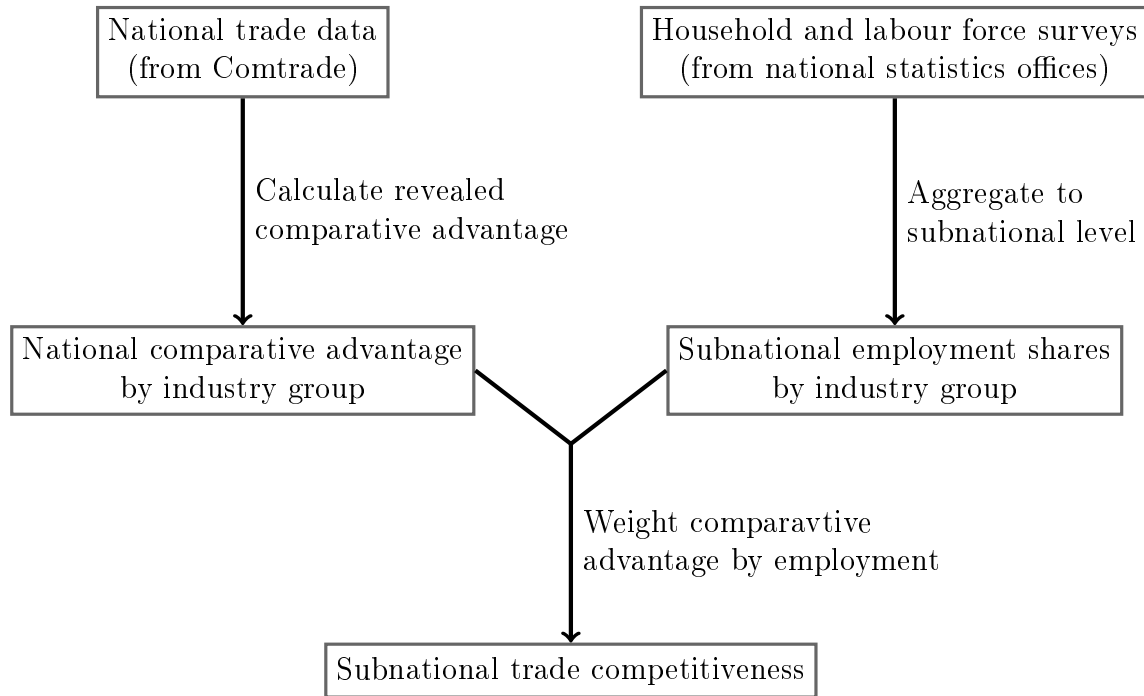 National trade data
(from Comtrade)
Household and labour force surveys
(from national statistics offices)
Calculate revealed
comparative advantage
Aggregate to
subnational level
National comparative advantage
by industry group
Subnational employment shares
by industry group
Weight comparavtive
advantage by employment
Subnational trade competitiveness